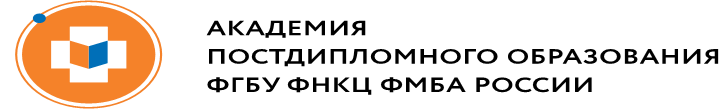 АКАДЕМИЯ
ПОСТДИПЛОМНОГО ОБРАЗОВАНИЯ
ФГБУ ФНКЦ ФМБА РОССИИ